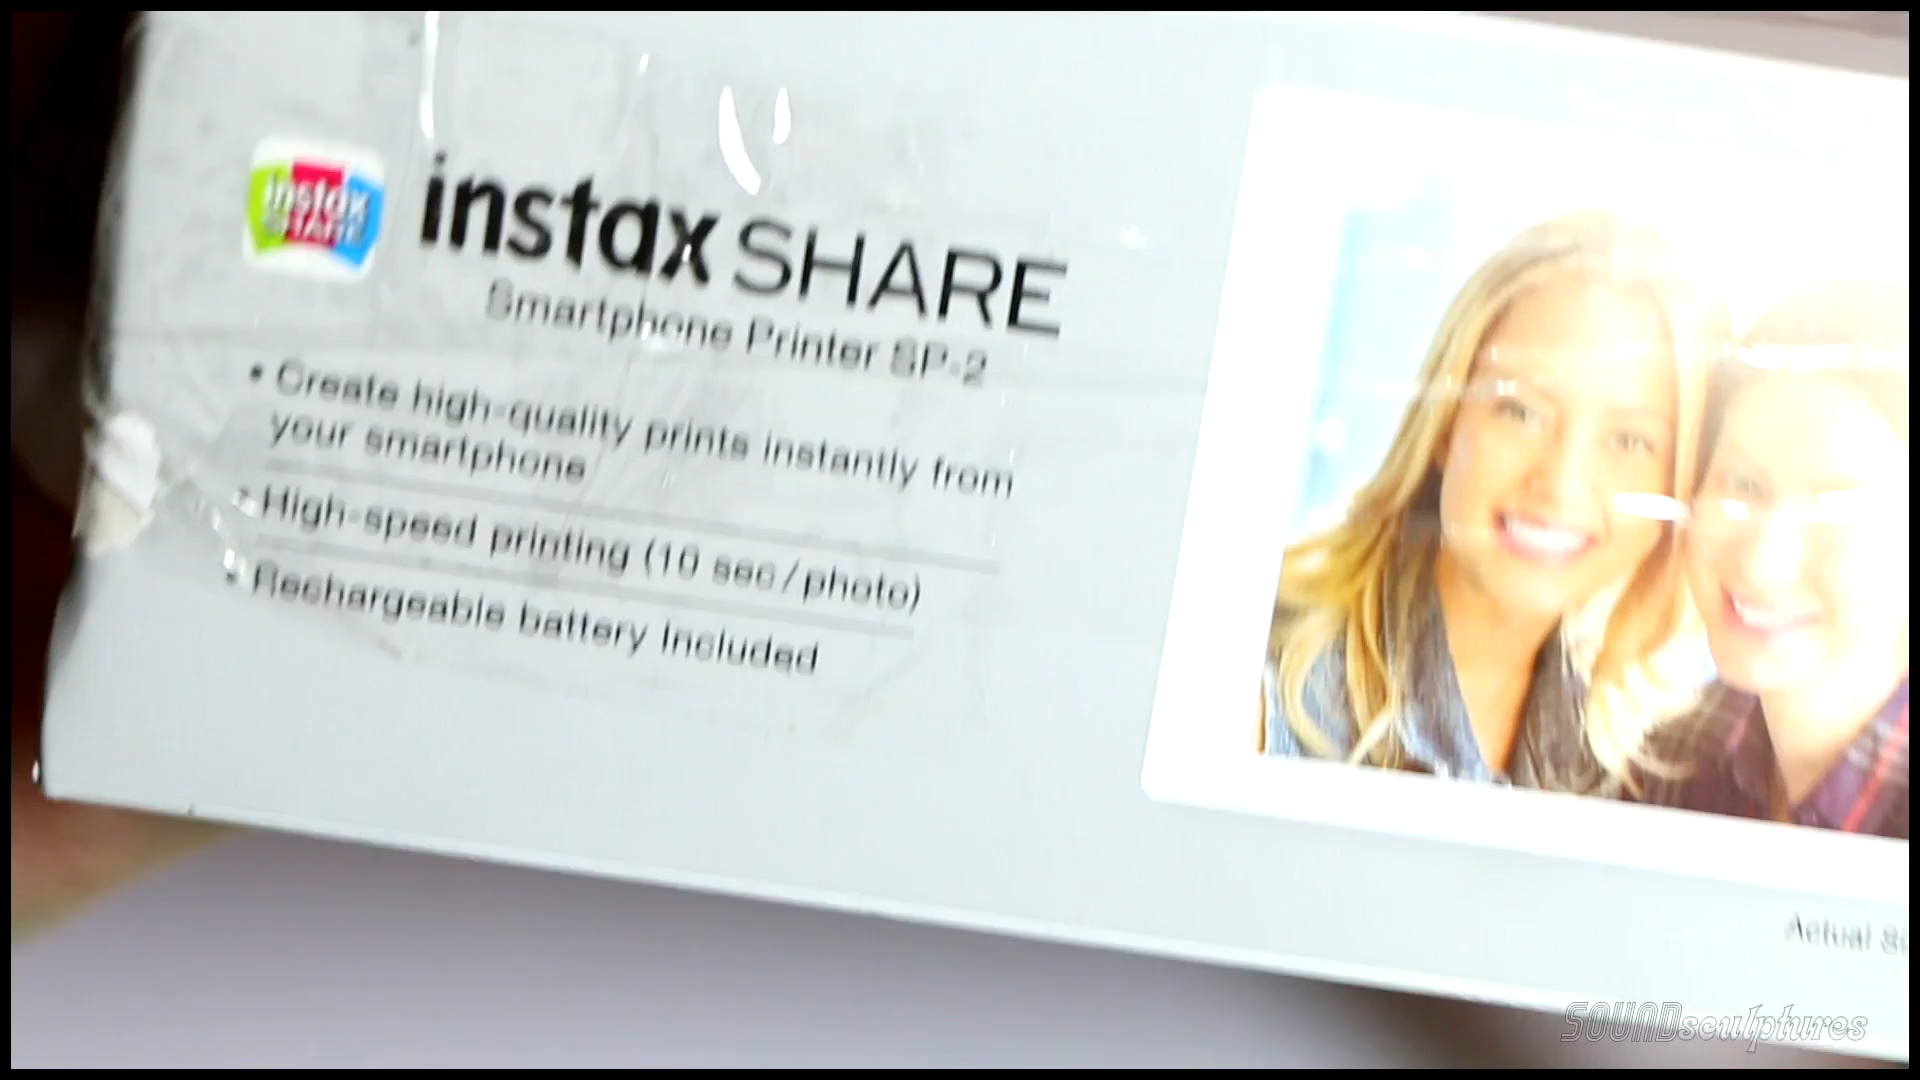 instax
SHARE
instax SHARE
Smartphone Printer SP-2
• Create high-quality prints instantly from
your smartphone
• High-speed printing (10 sec/photo)
• Rechargeable battery included
Actual
SOUNDsculptures